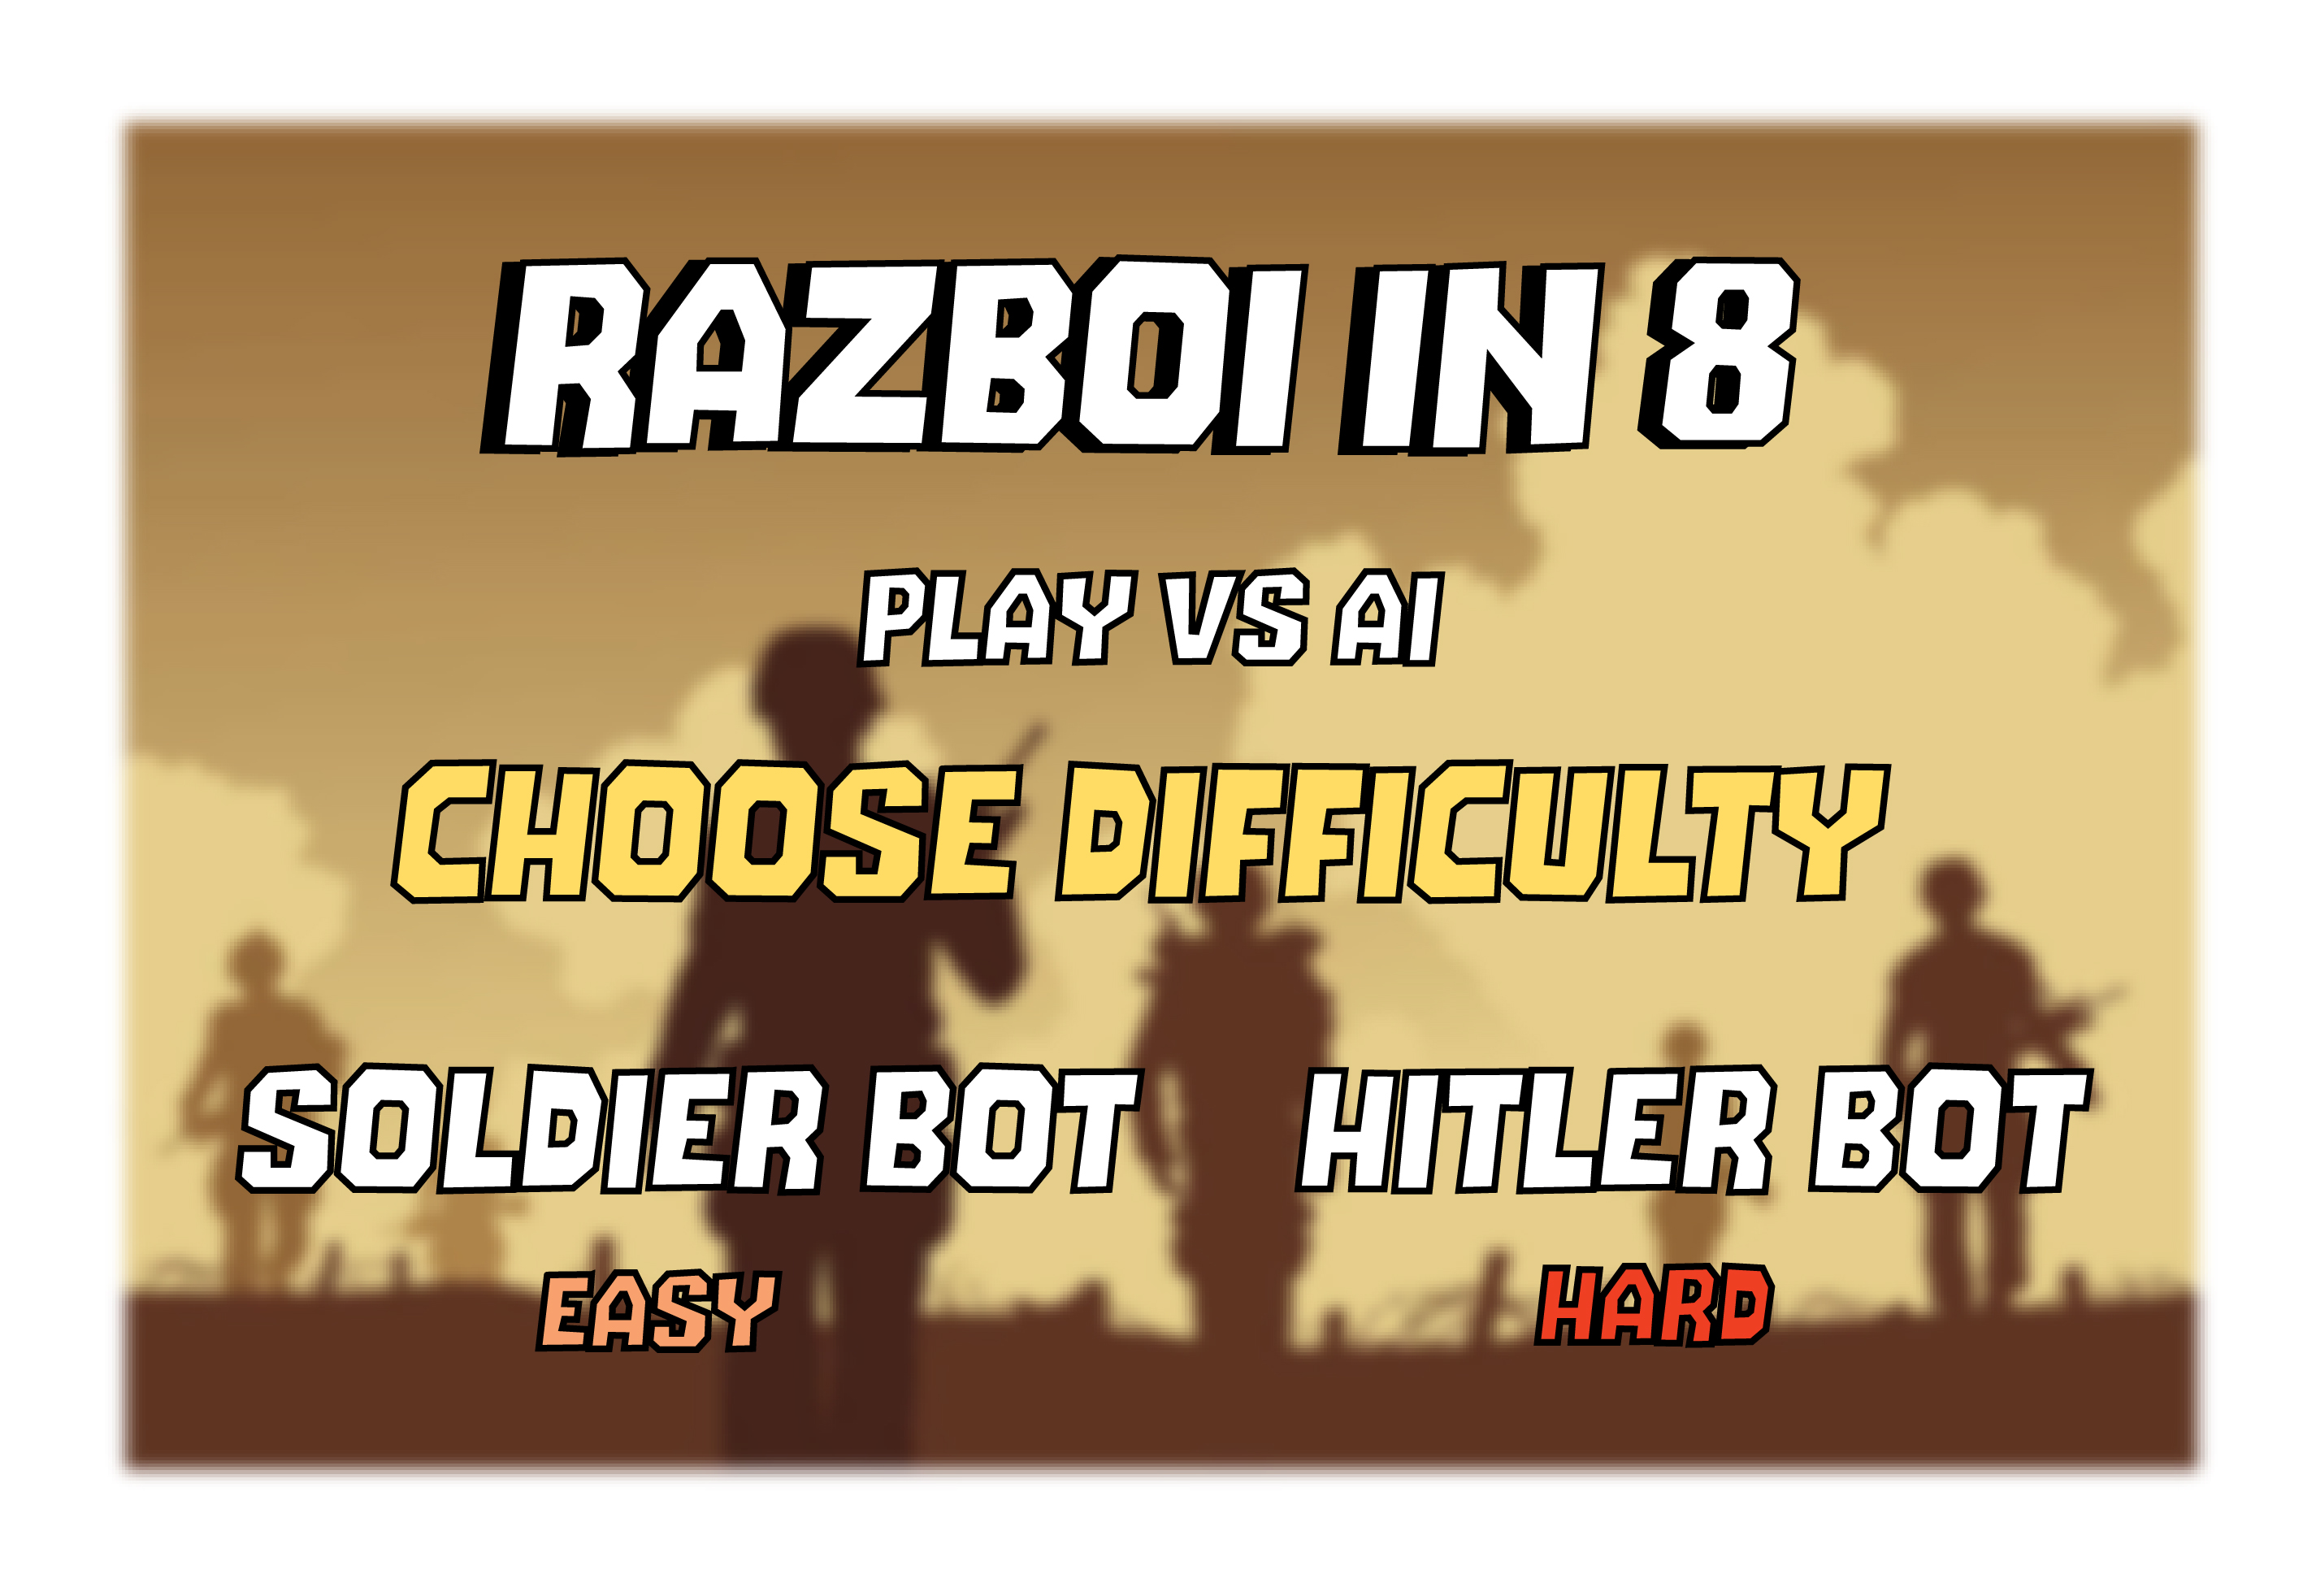 RAZBOI IN 8
PLAY VS AI
CHOOSE DIFFICULTY
SOLDIER BOT HITLER BOT
EASY HARD